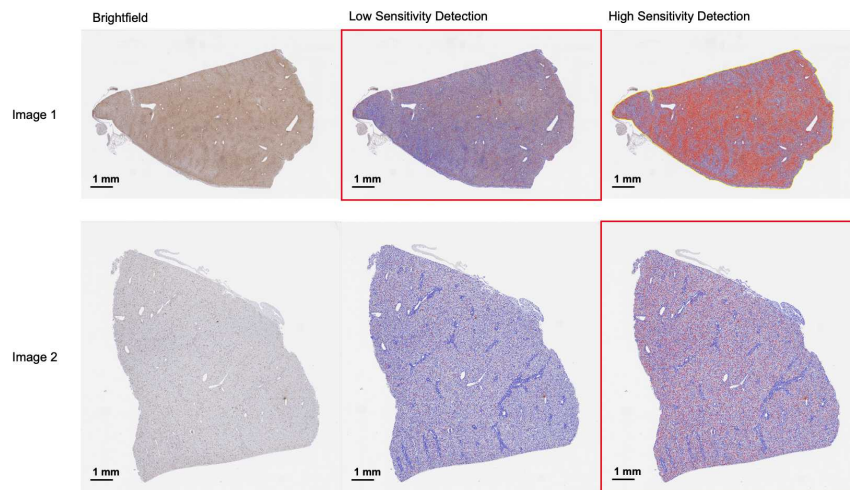 Brightfield
Low Sensitivity Detection
High Sensitivity Detection
Image 1
1 mm
1 mm
1 mm
Image 2
1 mm
1 mm
1 mm